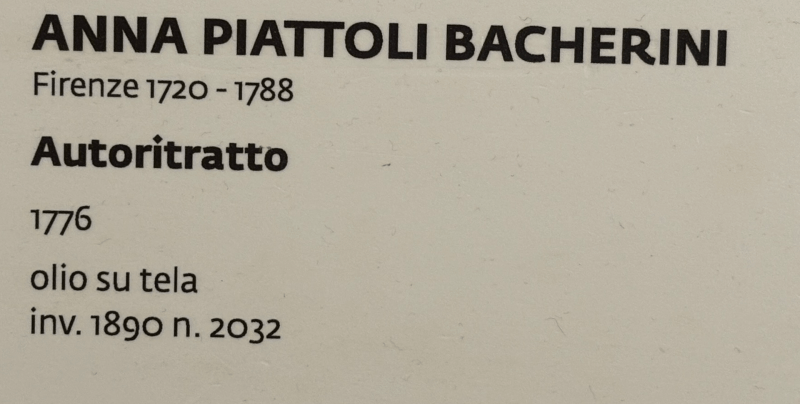 ANNA PIATTOLI BACHERINI
Firenze 1720 - 1788
Autoritratto
1776
olio su tela
inv. 1890 n. 2032